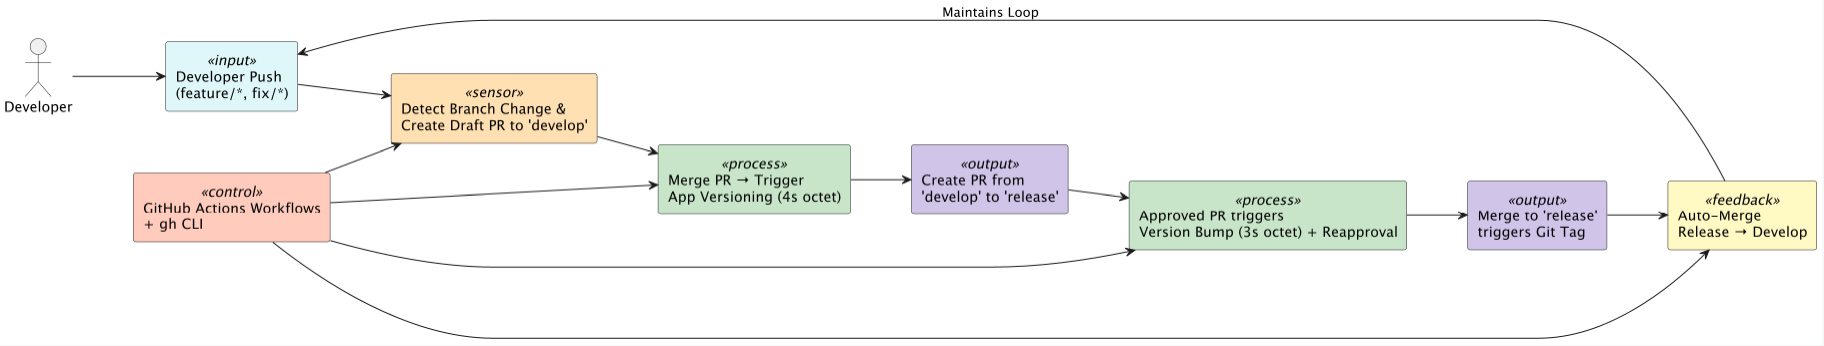 Maintains Loop
Developer
«input»
Developer Push
(feature/*, fix/*)
«sensor»
Detect Branch Change &
Create Draft PR to 'develop'
«control»
GitHub Actions Workflows
+ gh CLI
«process»
Merge PR → Trigger
App Versioning (4s octet)
«output»
Create PR from
'develop' to 'release'
«process»
Approved PR triggers
Version Bump (3s octet) + Reapproval
«output»
Merge to 'release'
triggers Git Tag
«feedback»
Auto-Merge
Release → Develop